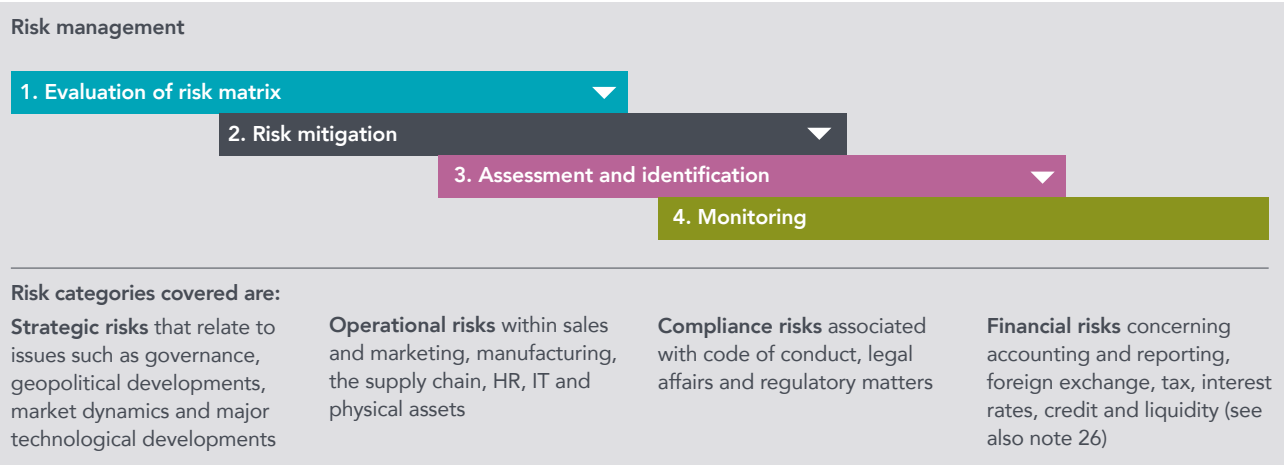 Risk management
1. Evaluation of risk matrix
2. Risk mitigation
3. Assessment and identification
4. Monitoring
Risk categories covered are:
Strategic risks that relate to
issues such as governance,
geopolitical developments,
market dynamics and major
technological developments
Operational risks within sales
and marketing, manufacturing,
the supply chain, HR, IT and
physical assets
Compliance risks associated
with code of conduct, legal
affairs and regulatory matters
Financial risks concerning
accounting and reporting,
foreign exchange, tax, interest
rates, credit and liquidity (see
also note 26)